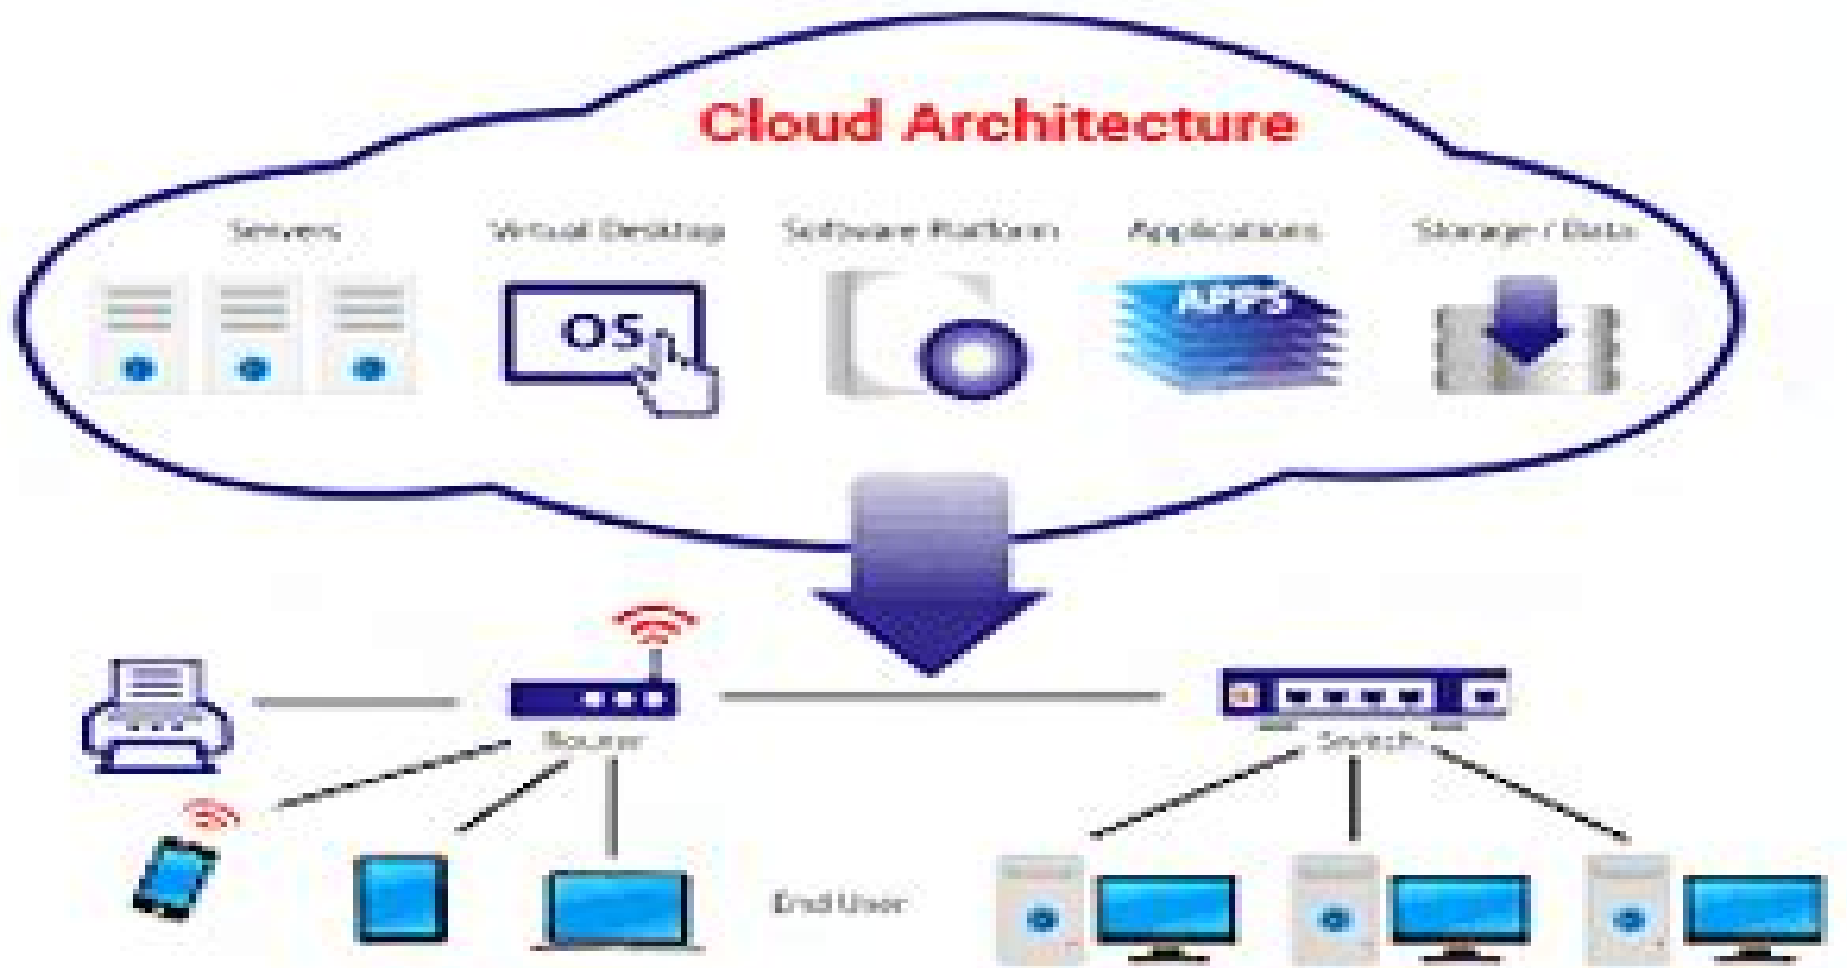 Cloud Architecture
Servers
Virtual Desktop
Software Platform
Applications
Storage / Data
OS
APPS
Router
Switch
End User